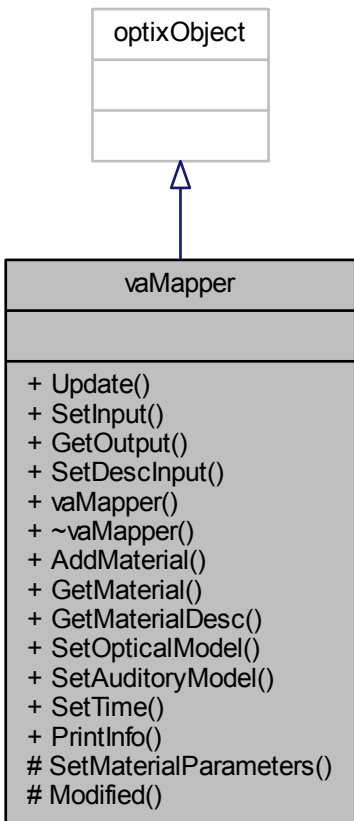 optixObject
vaMapper
+ Update()
+ SetInput()
+ GetOutput()
+ SetDescInput()
+ vaMapper()
+ ~vaMapper()
+ AddMaterial()
+ GetMaterial()
+ GetMaterialDesc()
+ SetOpticalModel()
+ SetAuditoryModel()
+ SetTime()
+ PrintInfo()
# SetMaterialParameters()
# Modified()